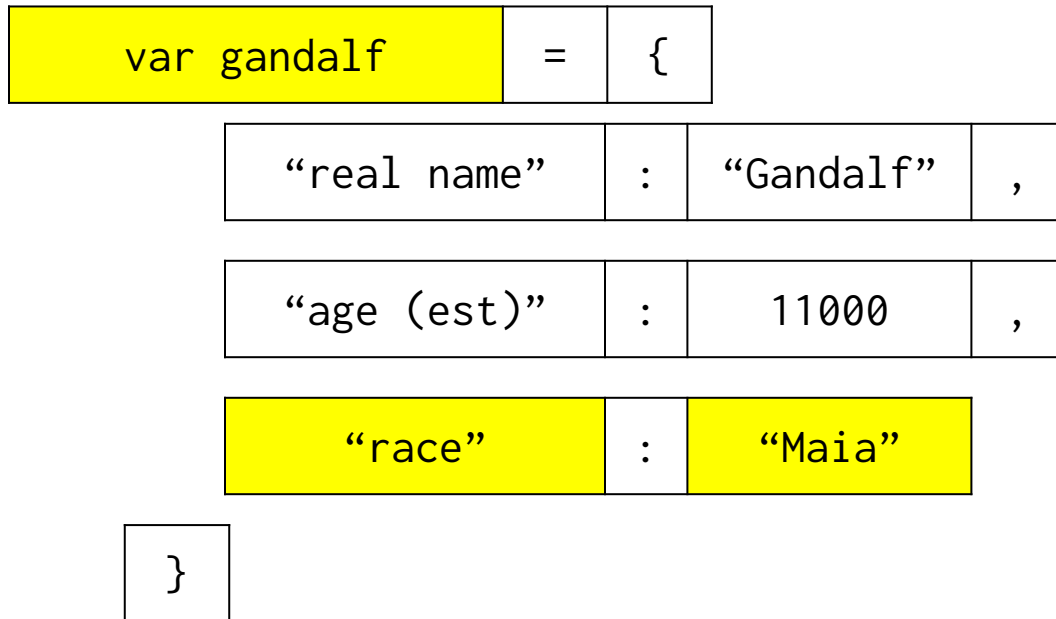 var gandalf = {
“real name” : “Gandalf” ,
“age (est)” : 11000 ,
“race” : “Maia”
}